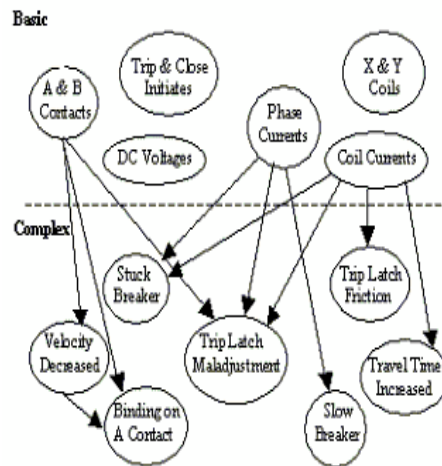 Basic
A & B
Contacts
Trip & Close
Initiates
X & Y
Coils
Phase
Currents
DC Voltages
Coil Currents
Complex
Stuck
Breaker
Trip Latch
Friction
Velocity
Decreased
Trip Latch
Maladjustment
Travel Time
Increased
Binding on
A Contact
Slow
Breaker